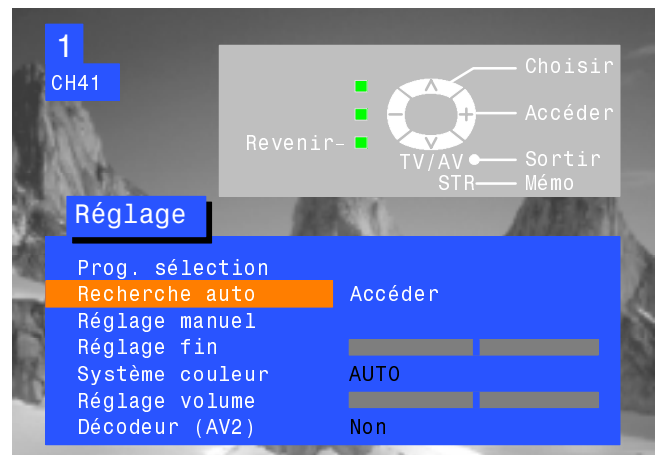 1
CH41
Choisir
Accéder
Revenir
TV/AV
Sortir
STR
Mémo
Réglage
Prog. sélection
Recherche auto Accéder
Réglage manuel
Réglage fin
Système couleur AUTO
Réglage volume
Décodeur (AV2) Non